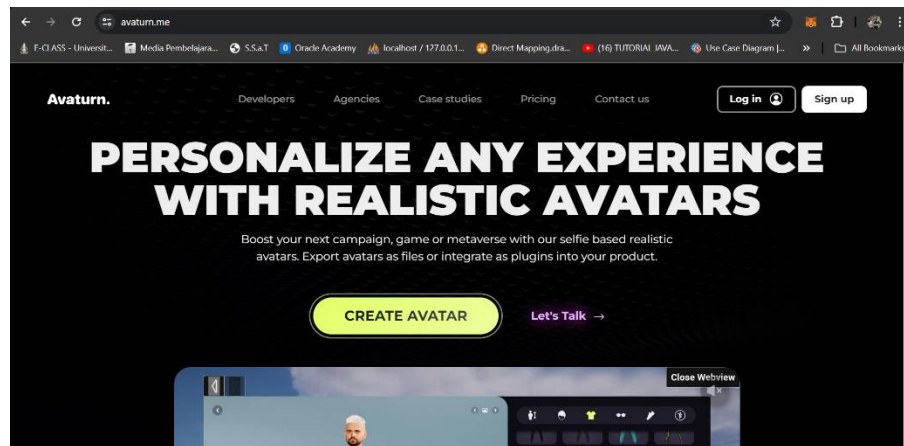 avaturn.me
F-CLASS - Universit... Media Pembelajara... S.S.a.T Oracle Academy localhost / 127.0.0.1... Direct Mapping.dra... (16) TUTORIAL JAVA... Use Case Diagram |... » All Bookmarks
Avaturn. Developers Agencies Case studies Pricing Contact us Log in Sign up
PERSONALIZE ANY EXPERIENCE
WITH REALISTIC AVATARS
Boost your next campaign, game or metaverse with our selfie based realistic
avatars. Export avatars as files or integrate as plugins into your product.
CREATE AVATAR Let's Talk →
Close Webview